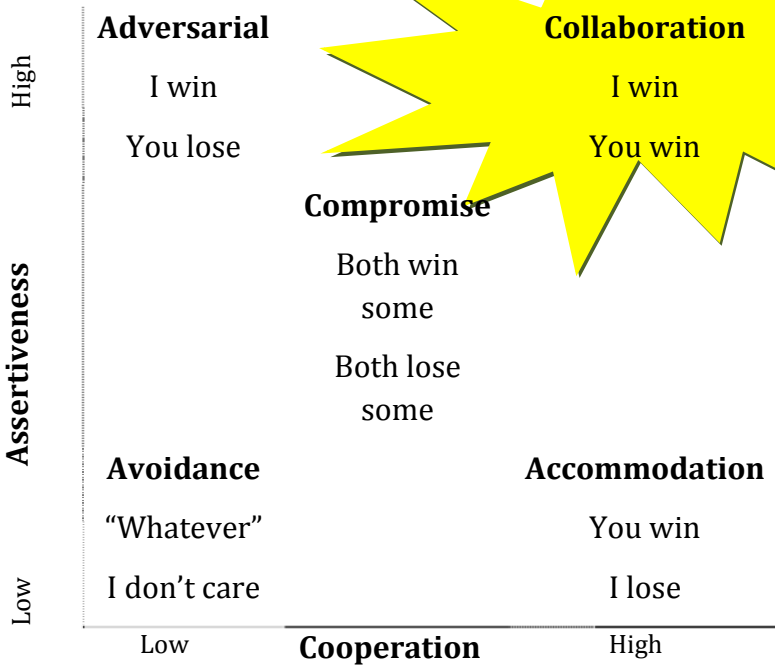 Adversarial
I win
You lose
Collaboration
I win
You win
Compromise
Both win
some
Both lose
some
Avoidance
“Whatever”
I don’t care
Accommodation
You win
I lose
High
Assertiveness
Low
Low
Cooperation
High